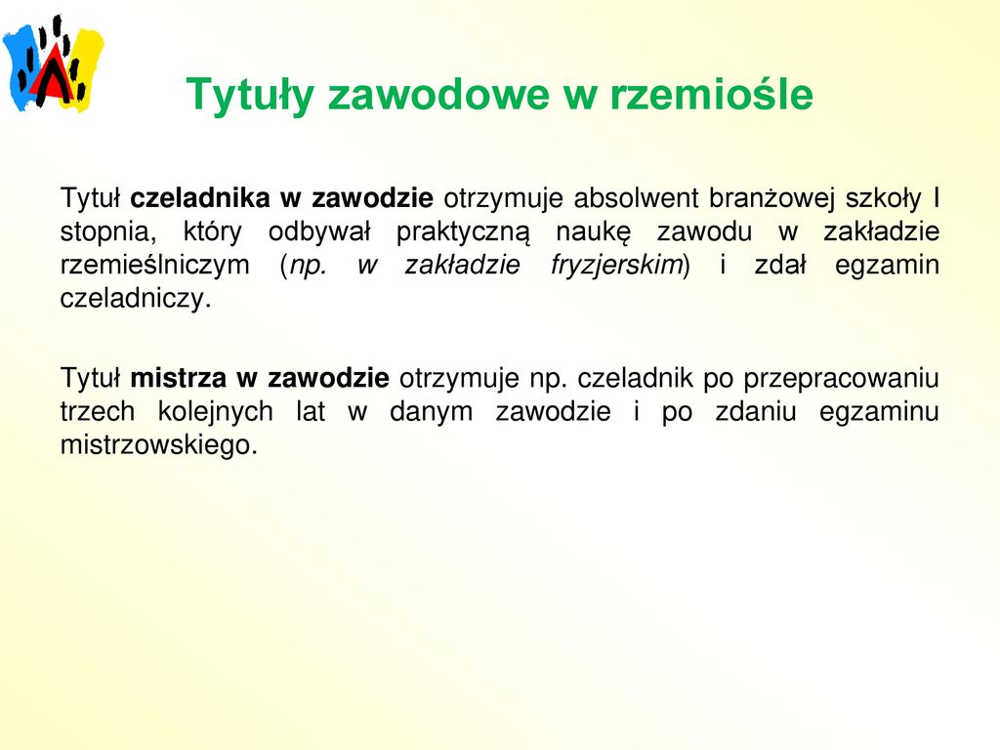 Tytuły zawodowe w rzemiośle
Tytuł czeladnika w zawodzie otrzymuje absolwent branżowej szkoły I
stopnia, który odbywał praktyczną naukę zawodu w zakładzie
rzemieślniczym (np. w zakładzie fryzjerskim) i zdał egzamin
czeladniczy.
Tytuł mistrza w zawodzie otrzymuje np. czeladnik po przepracowaniu
trzech kolejnych lat w danym zawodzie i po zdaniu egzaminu
mistrzowskiego.